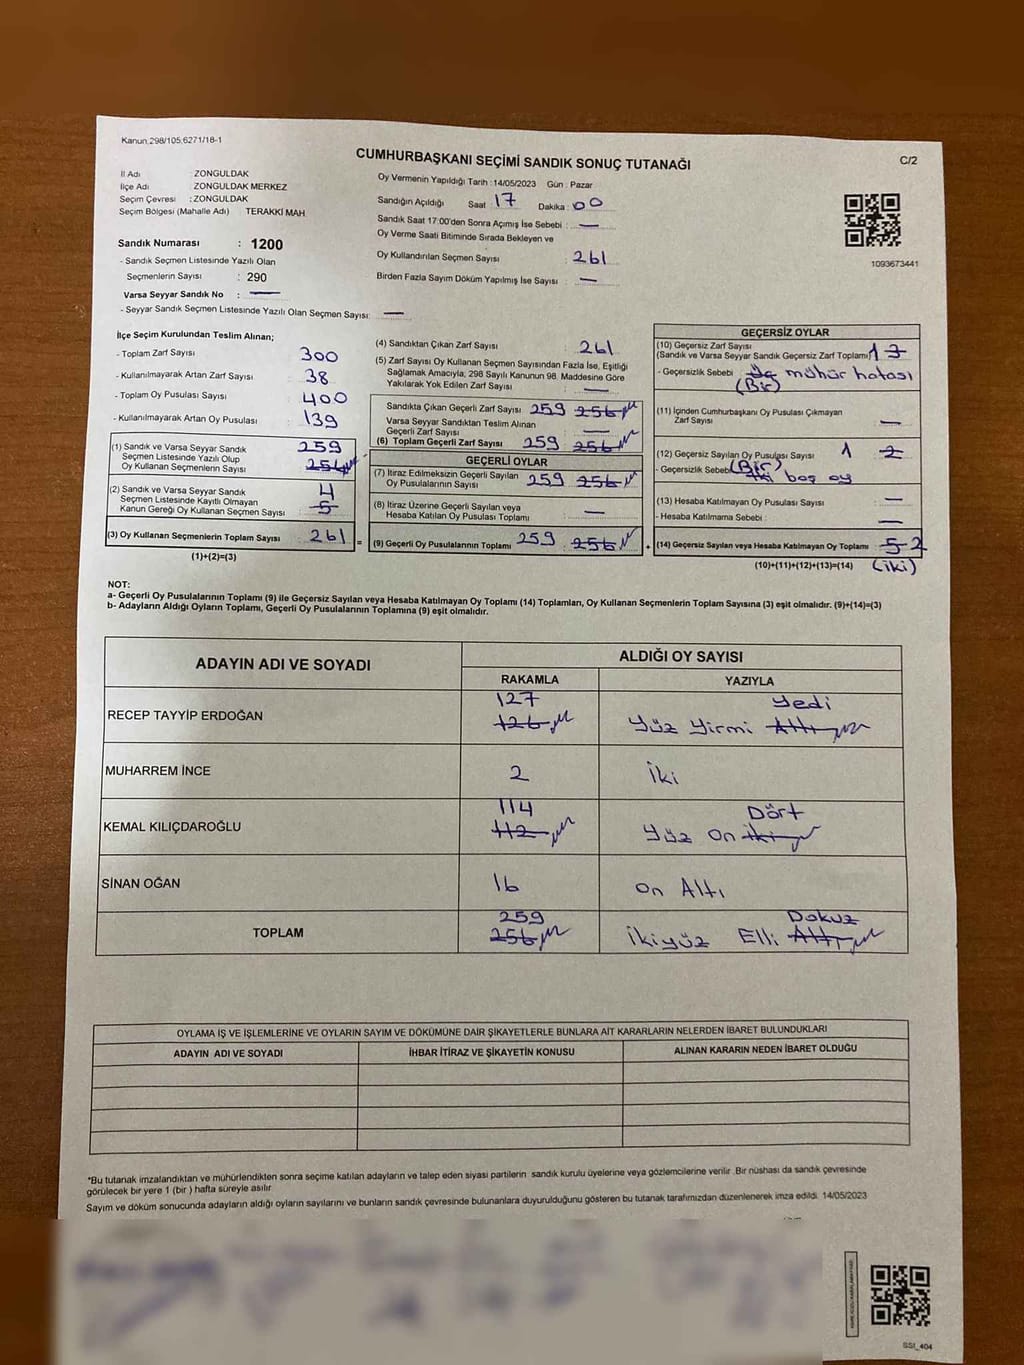 Kanun 298/105,6271/18-1
CUMHURBAŞKANI SEÇİMİ SANDIK SONUÇ TUTANAĞI
C/2
İl Adı : ZONGULDAK
İlçe Adı : ZONGULDAK MERKEZ
Seçim Çevresi : ZONGULDAK
Seçim Bölgesi (Mahalle Adı) TERAKKİ MAH
Sandık Numarası : 1200
- Sandık Seçmen Listesinde Yazılı Olan
Seçmenlerin Sayısı : 290
Varsa Seyyar Sandık No : —
- Seyyar Sandık Seçmen Listesinde Yazılı Olan Seçmen Sayısı: —
Oy Vermenin Yapıldığı Tarih : 14/05/2023 Gün : Pazar
Sandığın Açıldığı Saat 17 Dakika : 00
Sandık Saat 17:00'den Sonra Açımış İse Sebebi : —
Oy Verme Saati Bitiminde Sırada Bekleyen ve
Oy Kullandırılan Seçmen Sayısı : 261
Birden Fazla Sayım Döküm Yapılmış İse Sayısı : —
1093673441
İlçe Seçim Kurulundan Teslim Alınan;
- Toplam Zarf Sayısı : 300
- Kullanılmayarak Artan Zarf Sayısı : 38
- Toplam Oy Pusulası Sayısı : 400
- Kullanılmayarak Artan Oy Pusulası : 139
(1) Sandık ve Varsa Seyyar Sandık
Seçmen Listesinde Yazılı Olup
Oy Kullanan Seçmenlerin Sayısı 259 256
(2) Sandık ve Varsa Seyyar Sandık
Seçmen Listesinde Kayıtlı Olmayan
Kanun Gereği Oy Kullanan Seçmen Sayısı : 4 5
(3) Oy Kullanan Seçmenlerin Toplam Sayısı 261
(1)+(2)=(3)
(4) Sandıktan Çıkan Zarf Sayısı : 261
(5) Zarf Sayısı Oy Kullanan Seçmen Sayısından Fazla İse, Eşitliği
Sağlamak Amacıyla, 298 Sayılı Kanunun 98. Maddesine Göre
Yakılarak Yok Edilen Zarf Sayısı : —
Sandıkta Çıkan Geçerli Zarf Sayısı : 259 256
Varsa Seyyar Sandıktan Teslim Alınan
Geçerli Zarf Sayısı : —
(6) Toplam Geçerli Zarf Sayısı : 259 256
GEÇERLİ OYLAR
(7) İtiraz Edilmeksizin Geçerli Sayılan
Oy Pusulalarının Sayısı : 259 256
(8) İtiraz Üzerine Geçerli Sayılan veya
Hesaba Katılan Oy Pusulası Toplamı : —
= (9) Geçerli Oy Pusulalarının Toplamı : 259 256
GEÇERSİZ OYLAR
(10) Geçersiz Zarf Sayısı
(Sandık ve Varsa Seyyar Sandık Geçersiz Zarf Toplamı) 1 3
- Geçersizlik Sebebi : Üç mühür hatası
(Bir)
(11) İçinden Cumhurbaşkanı Oy Pusulası Çıkmayan
Zarf Sayısı : —
(12) Geçersiz Sayılan Oy Pusulası Sayısı : 1 2
- Geçersizlik Sebebi (Bir) iki boş oy
(13) Hesaba Katılmayan Oy Pusulası Sayısı : —
- Hesaba Katılmama Sebebi : —
+ (14) Geçersiz Sayılan veya Hesaba Katılmayan Oy Toplamı : 5 2
(10)+(11)+(12)+(13)=(14) (iki)
NOT:
a- Geçerli Oy Pusulalarının Toplamı (9) ile Geçersiz Sayılan veya Hesaba Katılmayan Oy Toplamı (14) Toplamları, Oy Kullanan Seçmenlerin Toplam Sayısına (3) eşit olmalıdır. (9)+(14)=(3)
b- Adayların Aldığı Oyların Toplamı, Geçerli Oy Pusulalarının Toplamına (9) eşit olmalıdır.
ADAYIN ADI VE SOYADI ALDIĞI OY SAYISI
RAKAMLA YAZIYLA
127 Yedi
RECEP TAYYİP ERDOĞAN 126 Yüz Yirmi Altı
MUHARREM İNCE 2 İki
114 Dört
KEMAL KILIÇDAROĞLU 112 Yüz On iki
SİNAN OĞAN 16 On Altı
259 Dokuz
TOPLAM 256 İkiyüz Elli Altı
OYLAMA İŞ VE İŞLEMLERİNE VE OYLARIN SAYIM VE DÖKÜMÜNE DAİR ŞİKAYETLERLE BUNLARA AİT KARARLARIN NELERDEN İBARET BULUNDUKLARI
ADAYIN ADI VE SOYADI İHBAR İTİRAZ VE ŞİKAYETİN KONUSU ALINAN KARARIN NEDEN İBARET OLDUĞU
*Bu tutanak imzalandıktan ve mühürlendikten sonra seçime katılan adayların ve talep eden siyasi partilerin sandık kurulu üyelerine veya gözlemcilerine verilir .Bir nüshası da sandık çevresinde
görülecek bir yere 1 (bir ) hafta süreyle asılır.
Sayım ve döküm sonucunda adayların aldığı oyların sayılarını ve bunların sandık çevresinde bulunanlara duyurulduğunu gösteren bu tutanak tarafımızdan düzenlenerek imza edildi. 14/05/2023
SSI_404